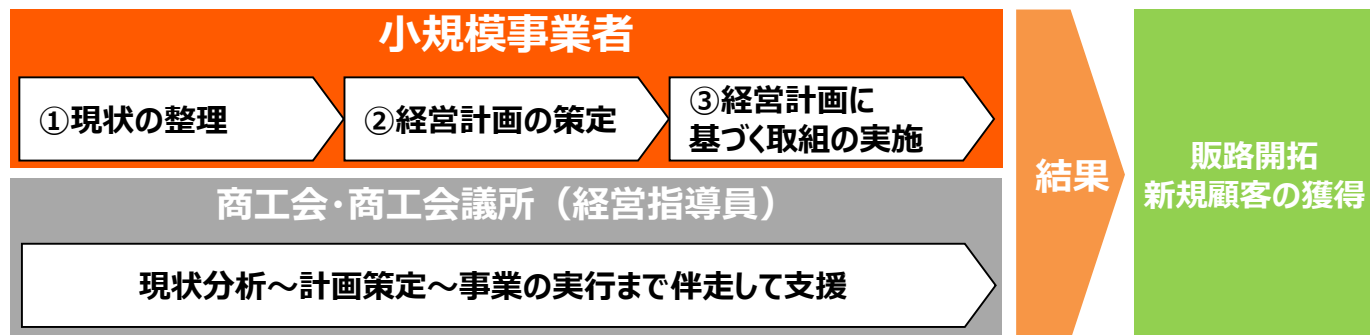 小規模事業者
①現状の整理
②経営計画の策定
③経営計画に
基づく取組の実施
商工会・商工会議所（経営指導員）
現状分析～計画策定～事業の実行まで伴走して支援
結果
販路開拓
新規顧客の獲得